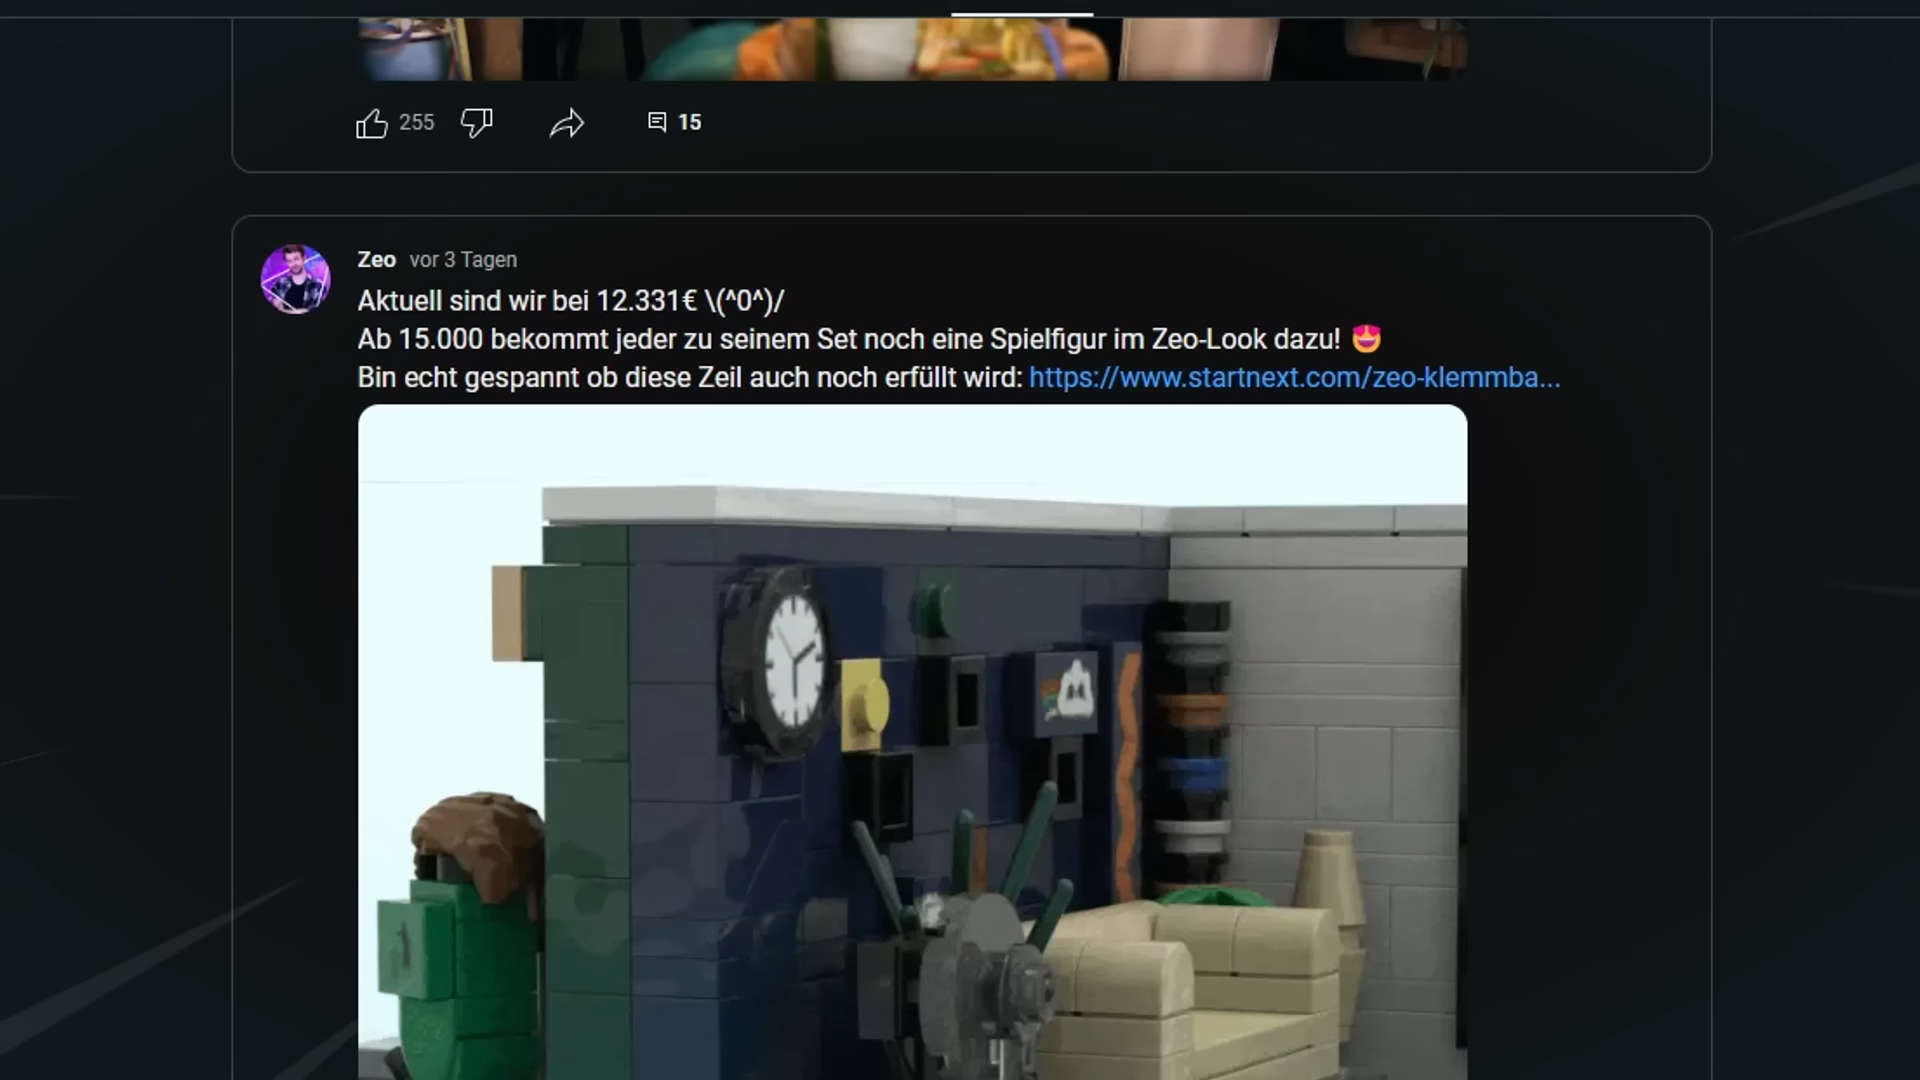 255
15
Zeo vor 3 Tagen
Aktuell sind wir bei 12.331€ \(^0^)/
Ab 15.000 bekommt jeder zu seinem Set noch eine Spielfigur im Zeo-Look dazu! 🤩
Bin echt gespannt ob diese Zeil auch noch erfüllt wird: https://www.startnext.com/zeo-klemmba...